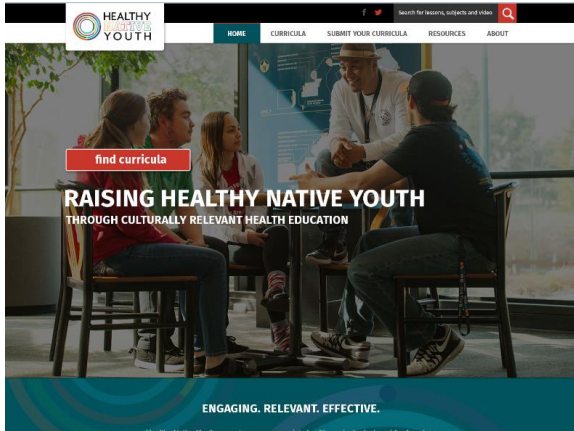 HEALTHY
NATIVE
YOUTH
Search for lessons, subjects and video
HOME
CURRICULA
SUBMIT YOUR CURRICULA
RESOURCES
ABOUT
find curricula
RAISING HEALTHY NATIVE YOUTH
THROUGH CULTURALLY RELEVANT HEALTH EDUCATION
ENGAGING. RELEVANT. EFFECTIVE.